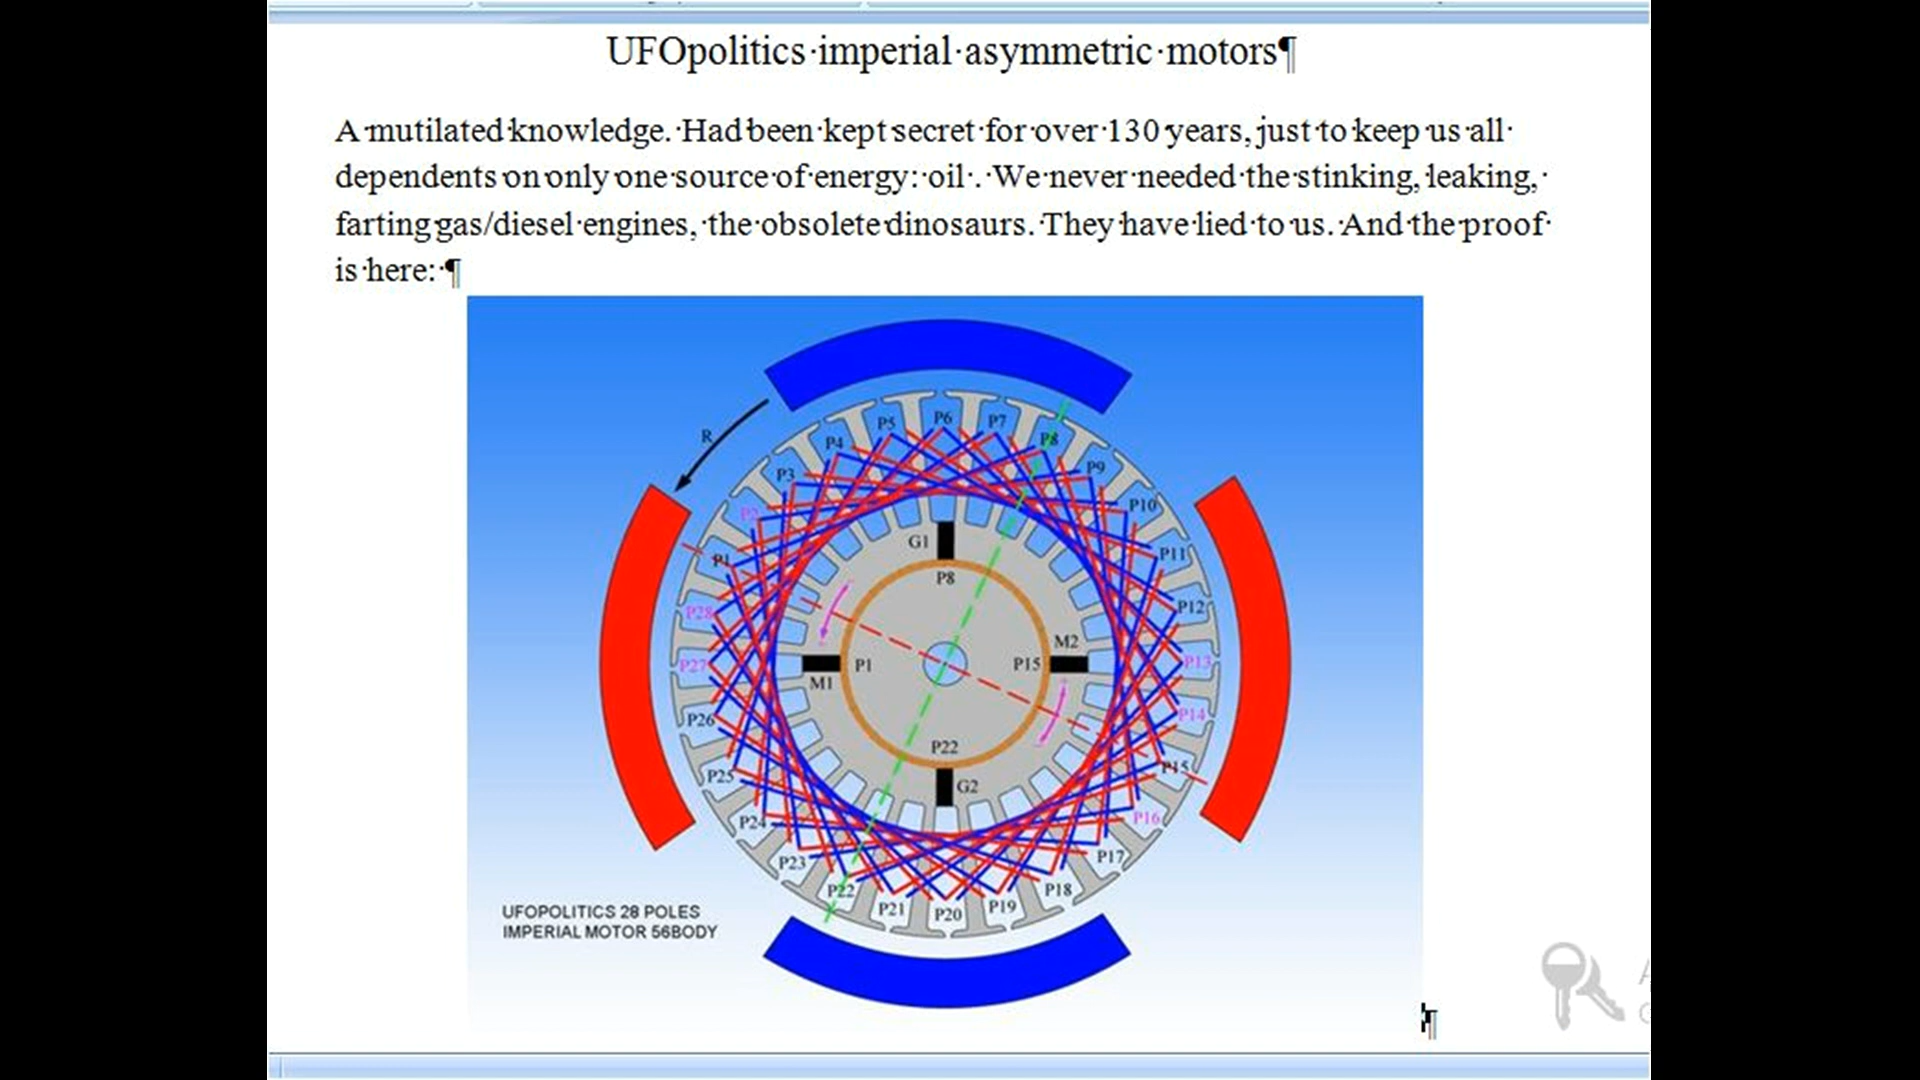 UFOpolitics imperial asymmetric motors
A mutilated knowledge. Had been kept secret for over 130 years, just to keep us all
dependents on only one source of energy: oil . We never needed the stinking, leaking,
farting gas/diesel engines, the obsolete dinosaurs. They have lied to us. And the proof
is here:
R
P1
P2
P3
P4
P5
P6
P7
P8
P9
P10
P11
P12
P13
P14
P15
P16
P17
P18
P19
P20
P21
P22
P23
P24
P25
P26
P27
P28
G1
P8
M2
P15
P1
M1
P22
G2
UFOPOLITICS 28 POLES
IMPERIAL MOTOR 56BODY